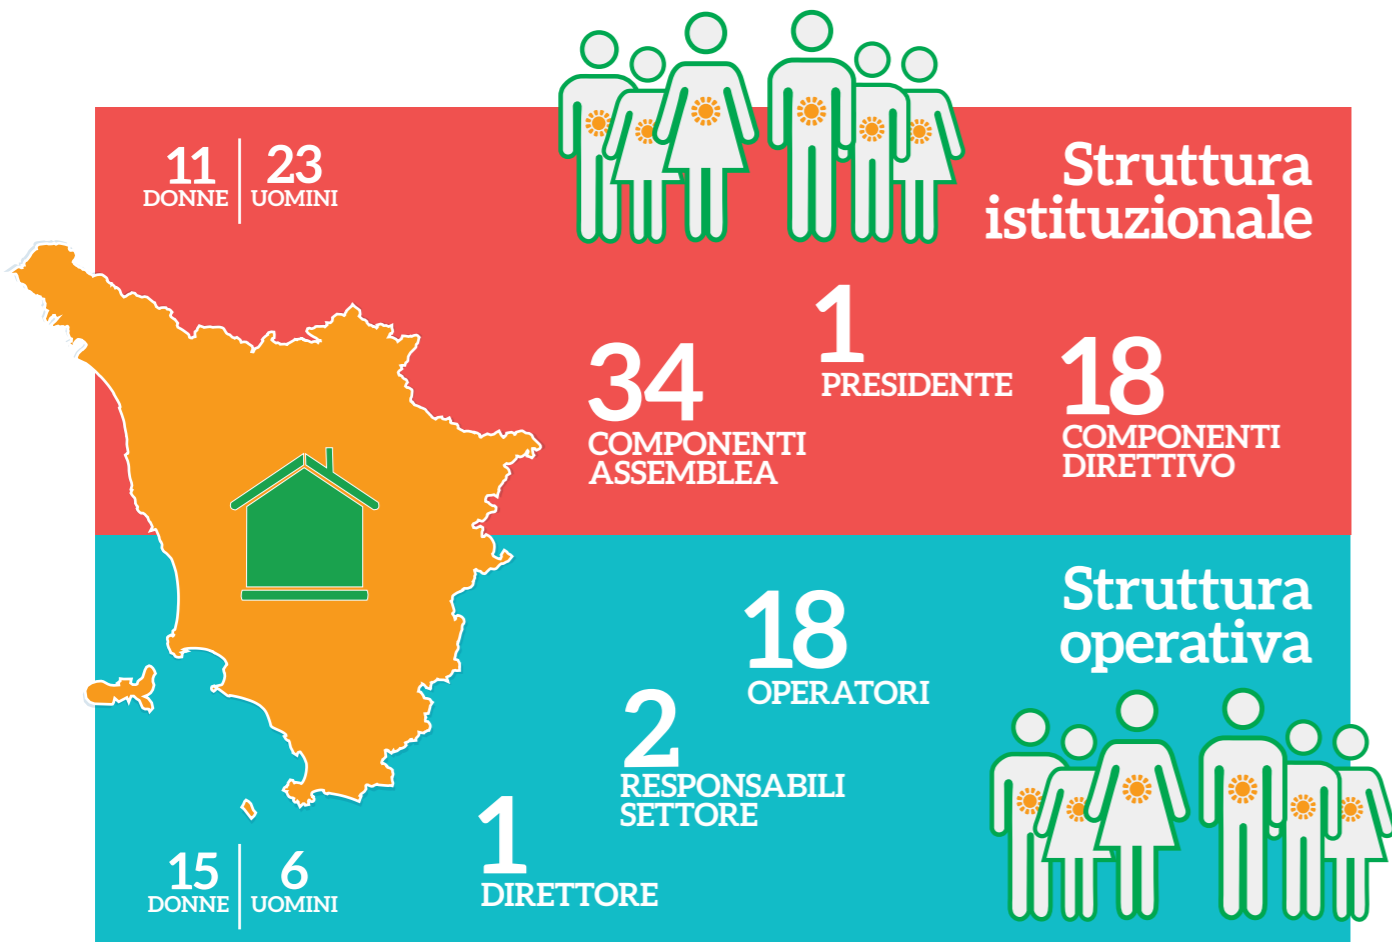 11
DONNE
23
UOMINI
Struttura
istituzionale
34
COMPONENTI
ASSEMBLEA
1
PRESIDENTE
18
COMPONENTI
DIRETTIVO
Struttura
operativa
18
OPERATORI
2
RESPONSABILI
SETTORE
1
DIRETTORE
15
DONNE
6
UOMINI